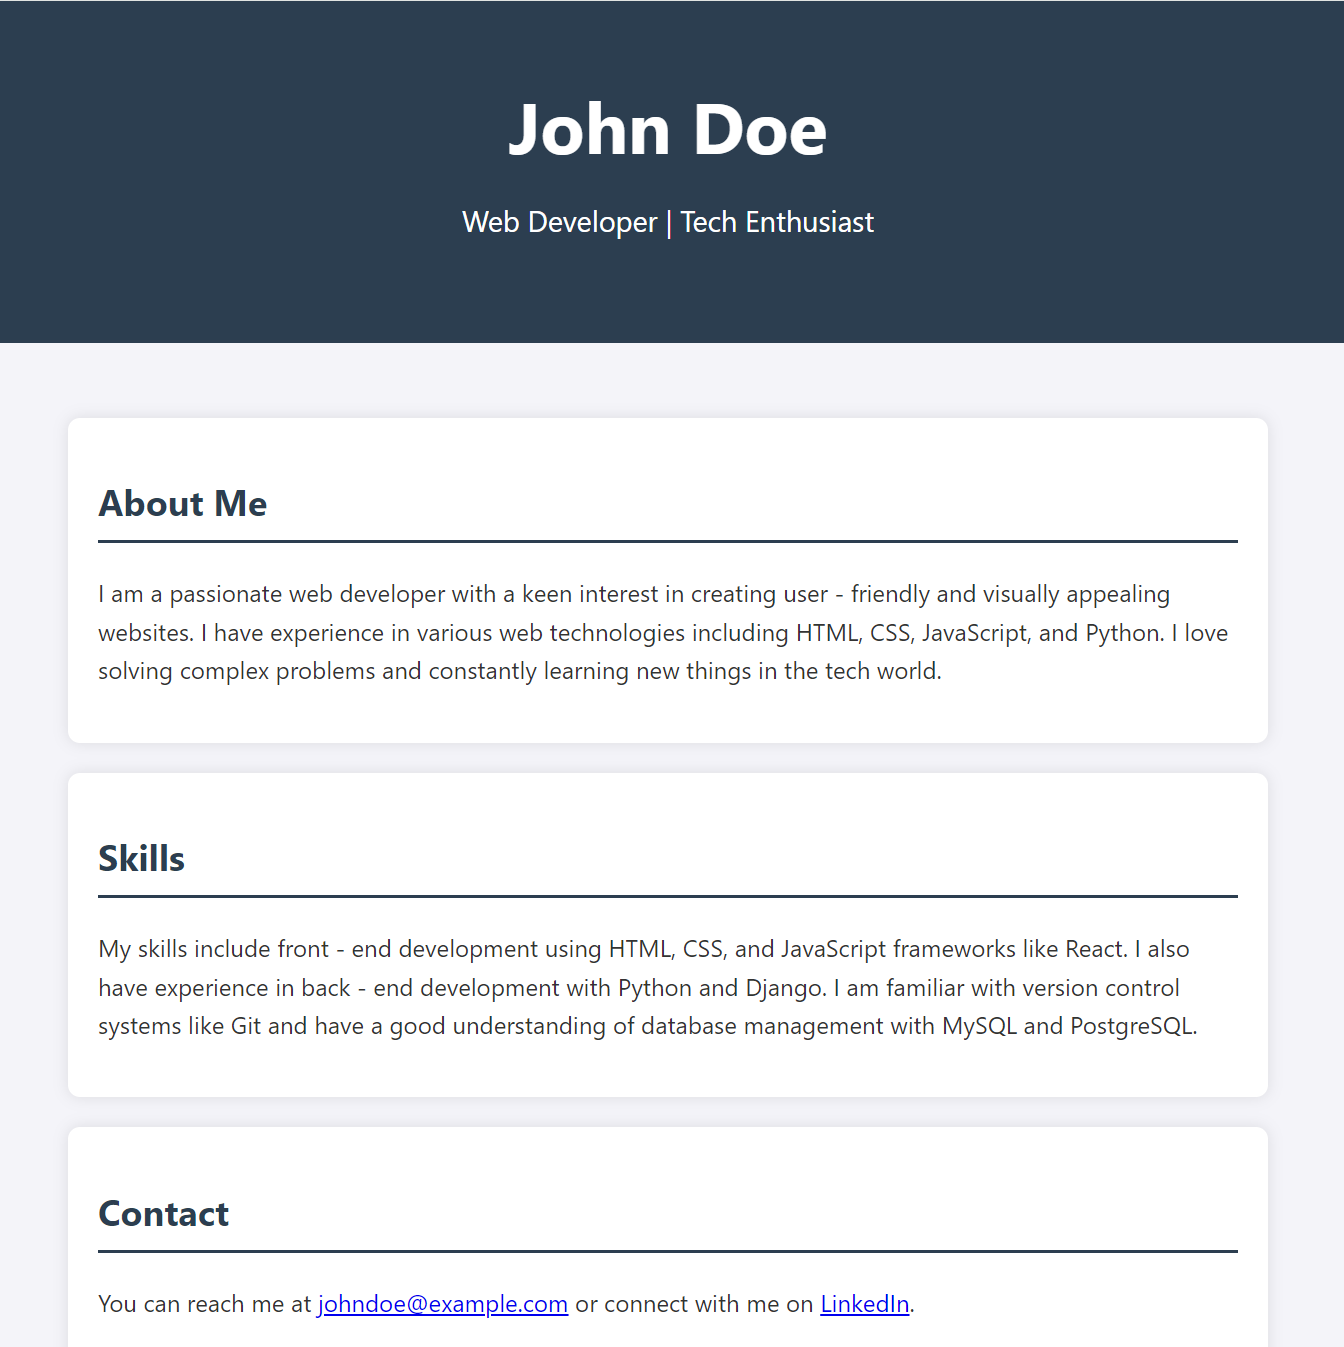 John Doe
Web Developer | Tech Enthusiast
About Me
I am a passionate web developer with a keen interest in creating user - friendly and visually appealing
websites. I have experience in various web technologies including HTML, CSS, JavaScript, and Python. I love
solving complex problems and constantly learning new things in the tech world.
Skills
My skills include front - end development using HTML, CSS, and JavaScript frameworks like React. I also
have experience in back - end development with Python and Django. I am familiar with version control
systems like Git and have a good understanding of database management with MySQL and PostgreSQL.
Contact
You can reach me at johndoe@example.com or connect with me on LinkedIn.